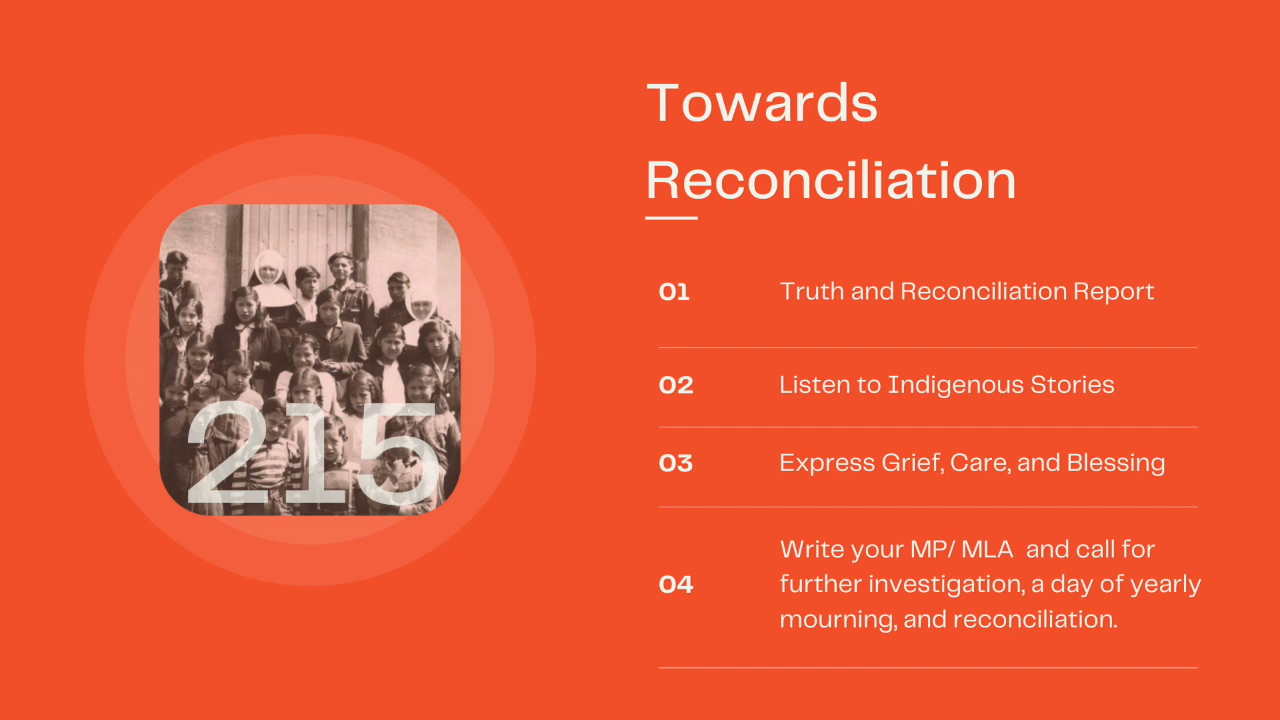 Towards
Reconciliation
01 Truth and Reconciliation Report
02 Listen to Indigenous Stories
03 Express Grief, Care, and Blessing
04 Write your MP/ MLA  and call for
further investigation, a day of yearly
mourning, and reconciliation.
215